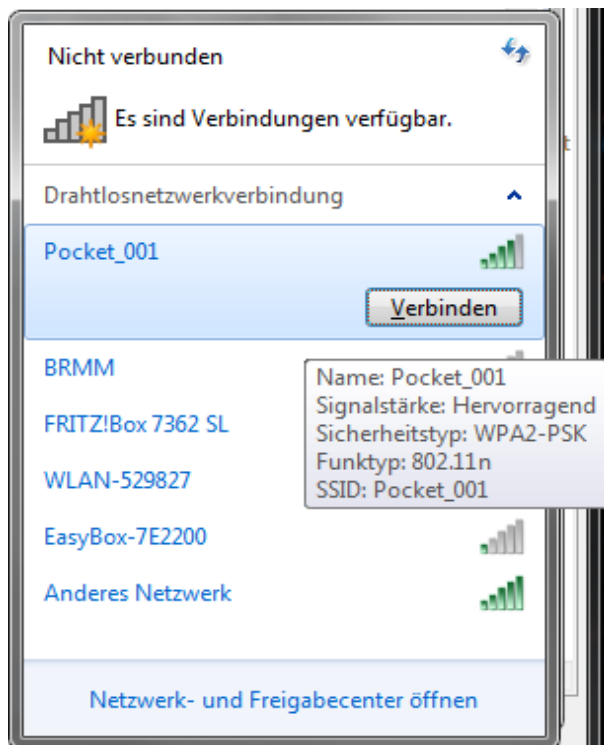 Nicht verbunden
Es sind Verbindungen verfügbar.
Drahtlosnetzwerkverbindung
Pocket_001
Verbinden
BRMM
FRITZ!Box 7362 SL
WLAN-529827
EasyBox-7E2200
Anderes Netzwerk
Name: Pocket_001
Signalstärke: Hervorragend
Sicherheitstyp: WPA2-PSK
Funktyp: 802.11n
SSID: Pocket_001
Netzwerk- und Freigabecenter öffnen
t